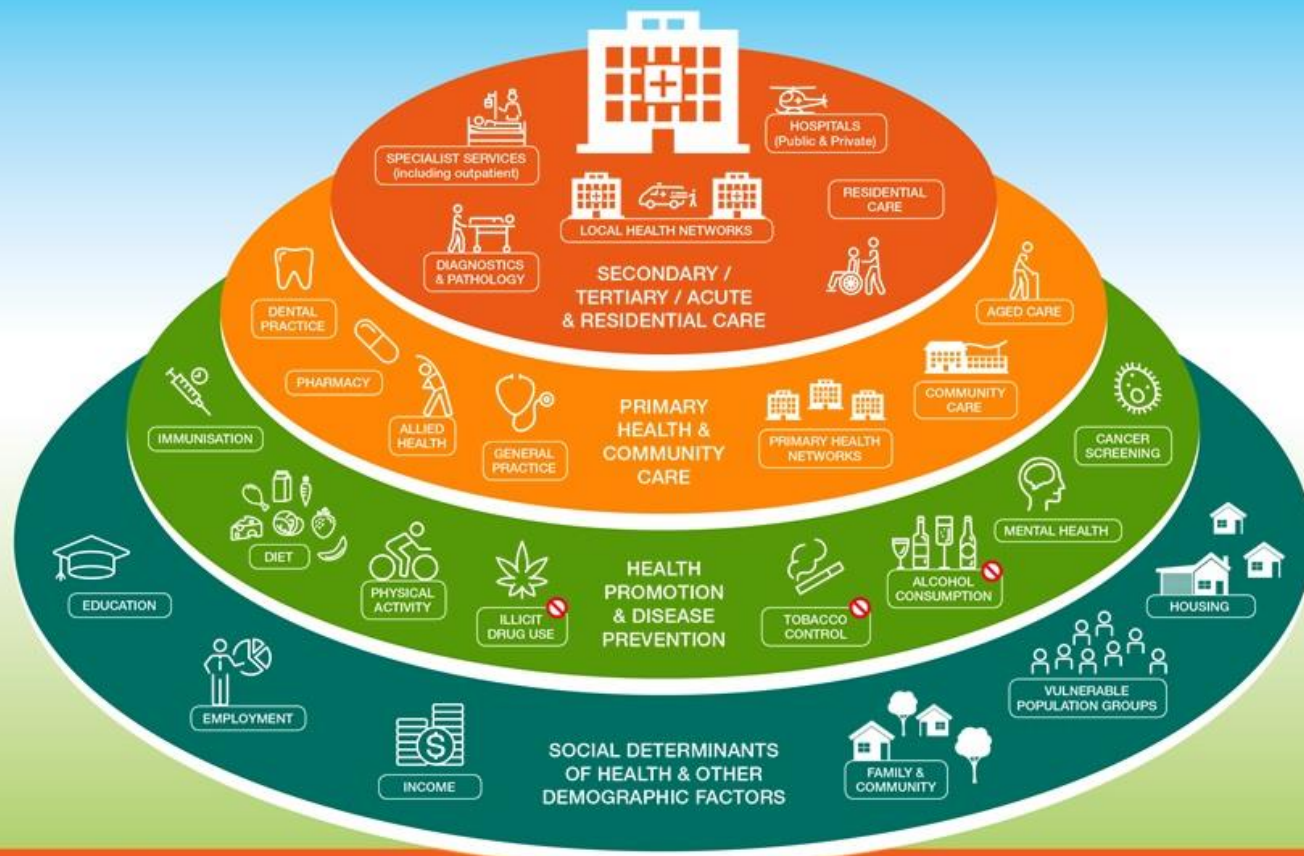 HOSPITALS
(Public & Private)
SPECIALIST SERVICES
(including outpatient)
RESIDENTIAL
CARE
LOCAL HEALTH NETWORKS
DIAGNOSTICS
& PATHOLOGY
SECONDARY /
TERTIARY / ACUTE
& RESIDENTIAL CARE
DENTAL
PRACTICE
AGED CARE
PHARMACY
COMMUNITY
CARE
ALLIED
HEALTH
GENERAL
PRACTICE
PRIMARY
HEALTH &
COMMUNITY
CARE
PRIMARY HEALTH
NETWORKS
IMMUNISATION
CANCER
SCREENING
DIET
MENTAL HEALTH
PHYSICAL
ACTIVITY
ILLICIT
DRUG USE
HEALTH
PROMOTION
& DISEASE
PREVENTION
TOBACCO
CONTROL
ALCOHOL
CONSUMPTION
EDUCATION
HOUSING
EMPLOYMENT
VULNERABLE
POPULATION GROUPS
INCOME
$
SOCIAL DETERMINANTS
OF HEALTH & OTHER
DEMOGRAPHIC FACTORS
FAMILY &
COMMUNITY